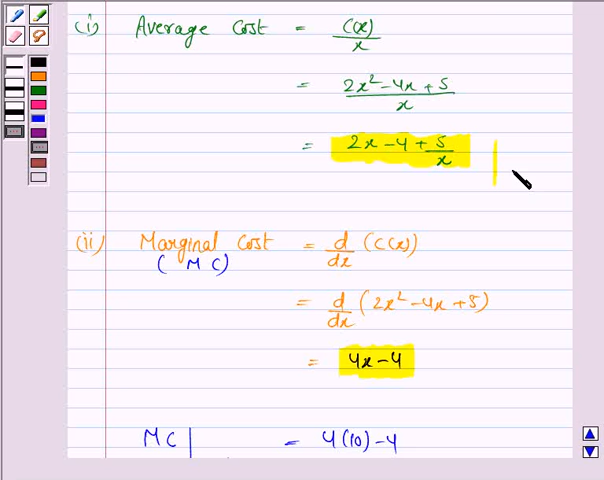 (i) Average Cost = C(x)/x
= 2x² - 4x + 5/x
= 2x - 4 + 5/x
(ii) Marginal Cost = d/dx (C(x))
(MC)
= d/dx (2x² - 4x + 5)
= 4x - 4
MC | = 4(10) - 4